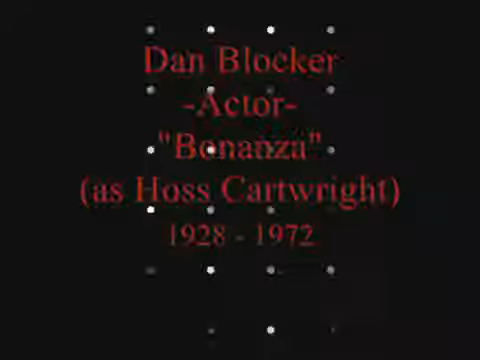 Dan Blocker
-Actor-
"Bonanza"
(as Hoss Cartwright)
1928 - 1972